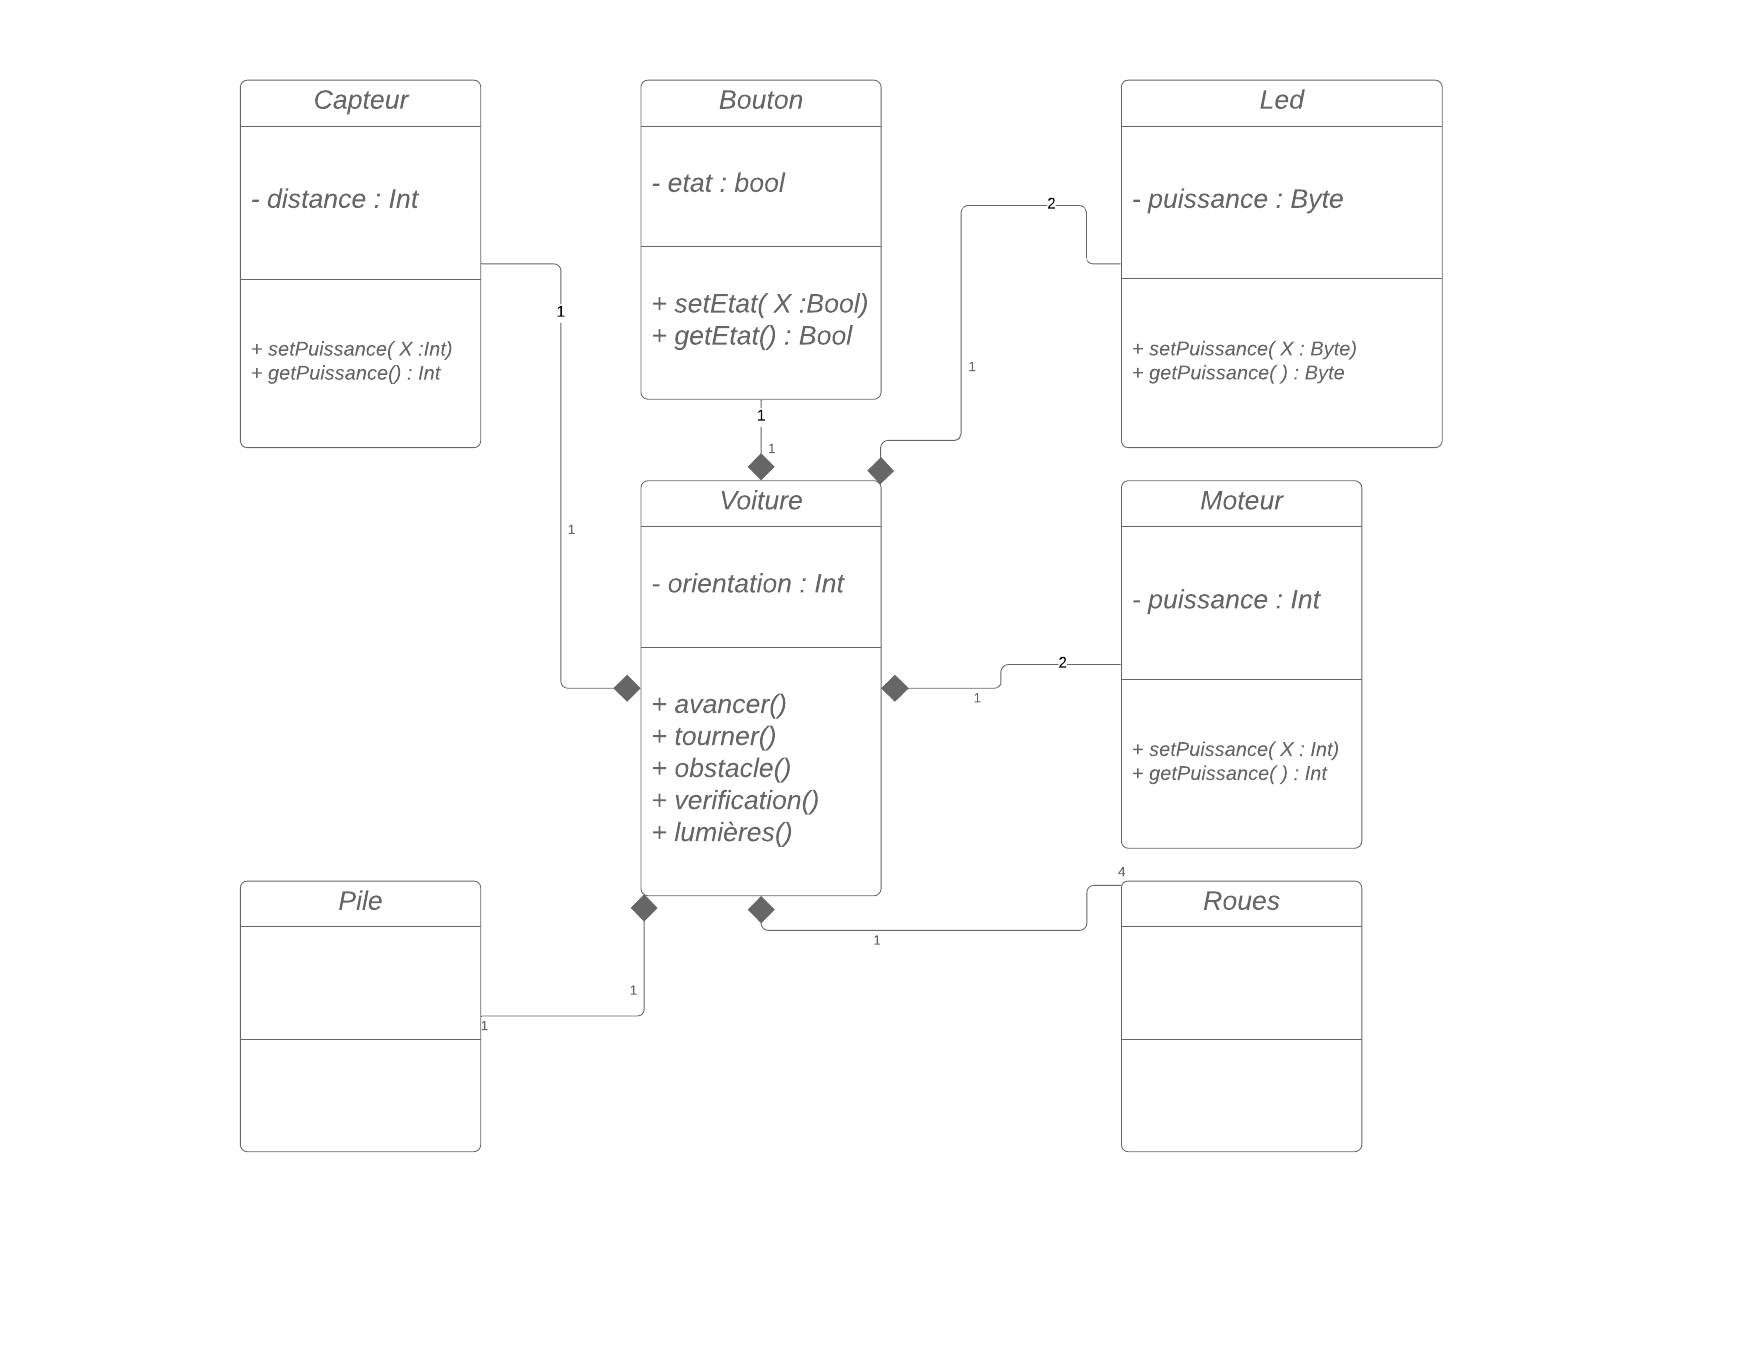 Capteur
- distance : Int
+ setPuissance( X :Int)
+ getPuissance() : Int
Bouton
- etat : bool
+ setEtat( X :Bool)
+ getEtat() : Bool
Led
- puissance : Byte
+ setPuissance( X : Byte)
+ getPuissance( ) : Byte
2
1
1
1
1
1
Voiture
- orientation : Int
+ avancer()
+ tourner()
+ obstacle()
+ verification()
+ lumières()
Moteur
- puissance : Int
+ setPuissance( X : Int)
+ getPuissance( ) : Int
2
1
Pile
1
1
Roues
4
1